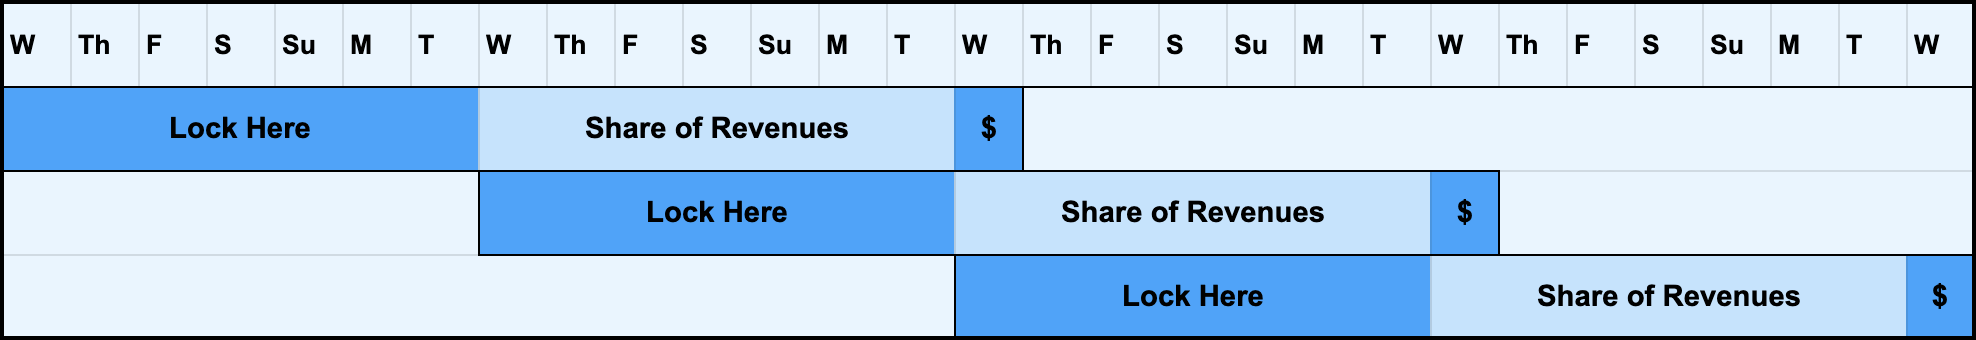 W Th F S Su M T W Th F S Su M T W Th F S Su M T W Th F S Su M T W
Lock Here Share of Revenues $
Lock Here Share of Revenues $
Lock Here Share of Revenues $